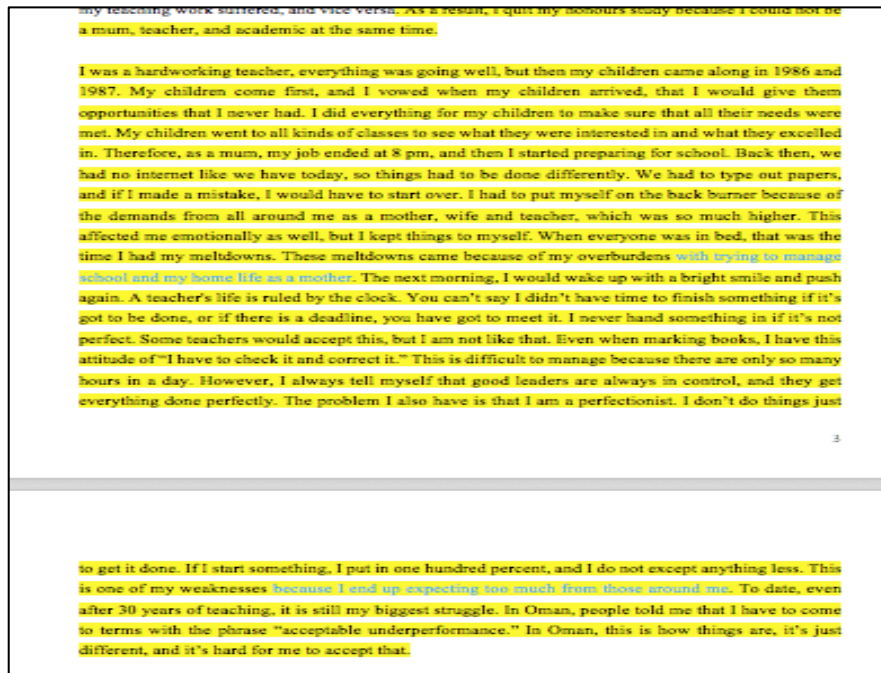 my teaching work suffered, and vice versa. As a result, I quit my honours study because I could not be
a mum, teacher, and academic at the same time.
I was a hardworking teacher, everything was going well, but then my children came along in 1986 and
1987. My children come first, and I vowed when my children arrived, that I would give them
opportunities that I never had. I did everything for my children to make sure that all their needs were
met. My children went to all kinds of classes to see what they were interested in and what they excelled
in. Therefore, as a mum, my job ended at 8 pm, and then I started preparing for school. Back then, we
had no internet like we have today, so things had to be done differently. We had to type out papers,
and if I made a mistake, I would have to start over. I had to put myself on the back burner because of
the demands from all around me as a mother, wife and teacher, which was so much higher. This
affected me emotionally as well, but I kept things to myself. When everyone was in bed, that was the
time I had my meltdowns. These meltdowns came because of my overburdens with trying to manage
school and my home life as a mother. The next morning, I would wake up with a bright smile and push
again. A teacher's life is ruled by the clock. You can't say I didn't have time to finish something if it's
got to be done, or if there is a deadline, you have got to meet it. I never hand something in if it's not
perfect. Some teachers would accept this, but I am not like that. Even when marking books, I have this
attitude of “I have to check it and correct it.” This is difficult to manage because there are only so many
hours in a day. However, I always tell myself that good leaders are always in control, and they get
everything done perfectly. The problem I also have is that I am a perfectionist. I don't do things just
3
to get it done. If I start something, I put in one hundred percent, and I do not except anything less. This
is one of my weaknesses because I end up expecting too much from those around me. To date, even
after 30 years of teaching, it is still my biggest struggle. In Oman, people told me that I have to come
to terms with the phrase “acceptable underperformance.” In Oman, this is how things are, it's just
different, and it's hard for me to accept that.